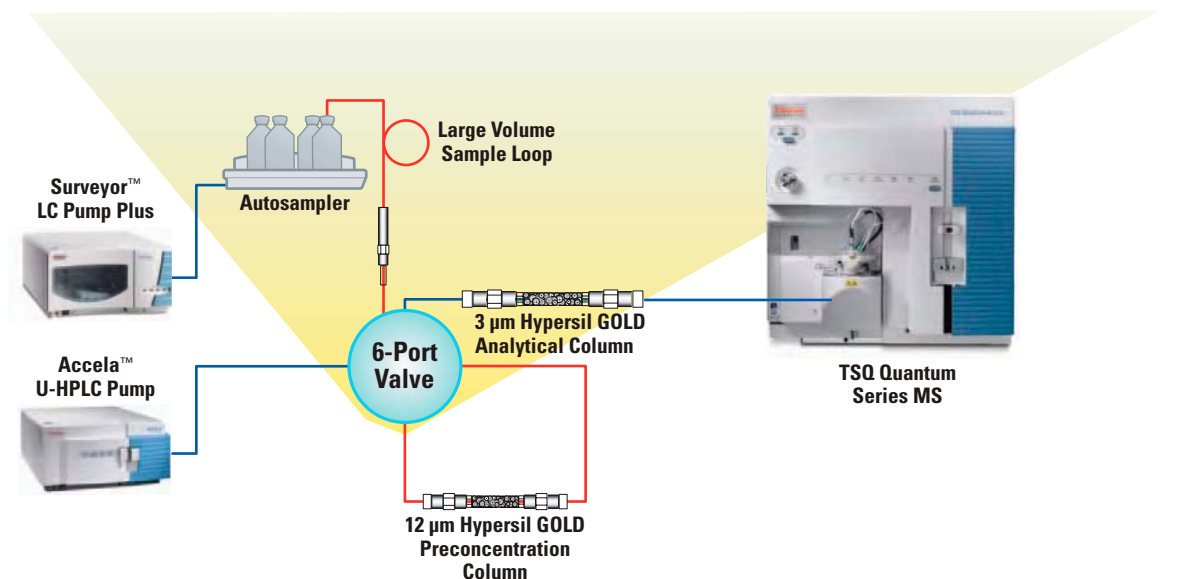 Large Volume
Sample Loop
Autosampler
Surveyor™
LC Pump Plus
3 µm Hypersil GOLD
Analytical Column
6-Port
Valve
Accela™
U-HPLC Pump
TSQ Quantum
Series MS
12 µm Hypersil GOLD
Preconcentration
Column